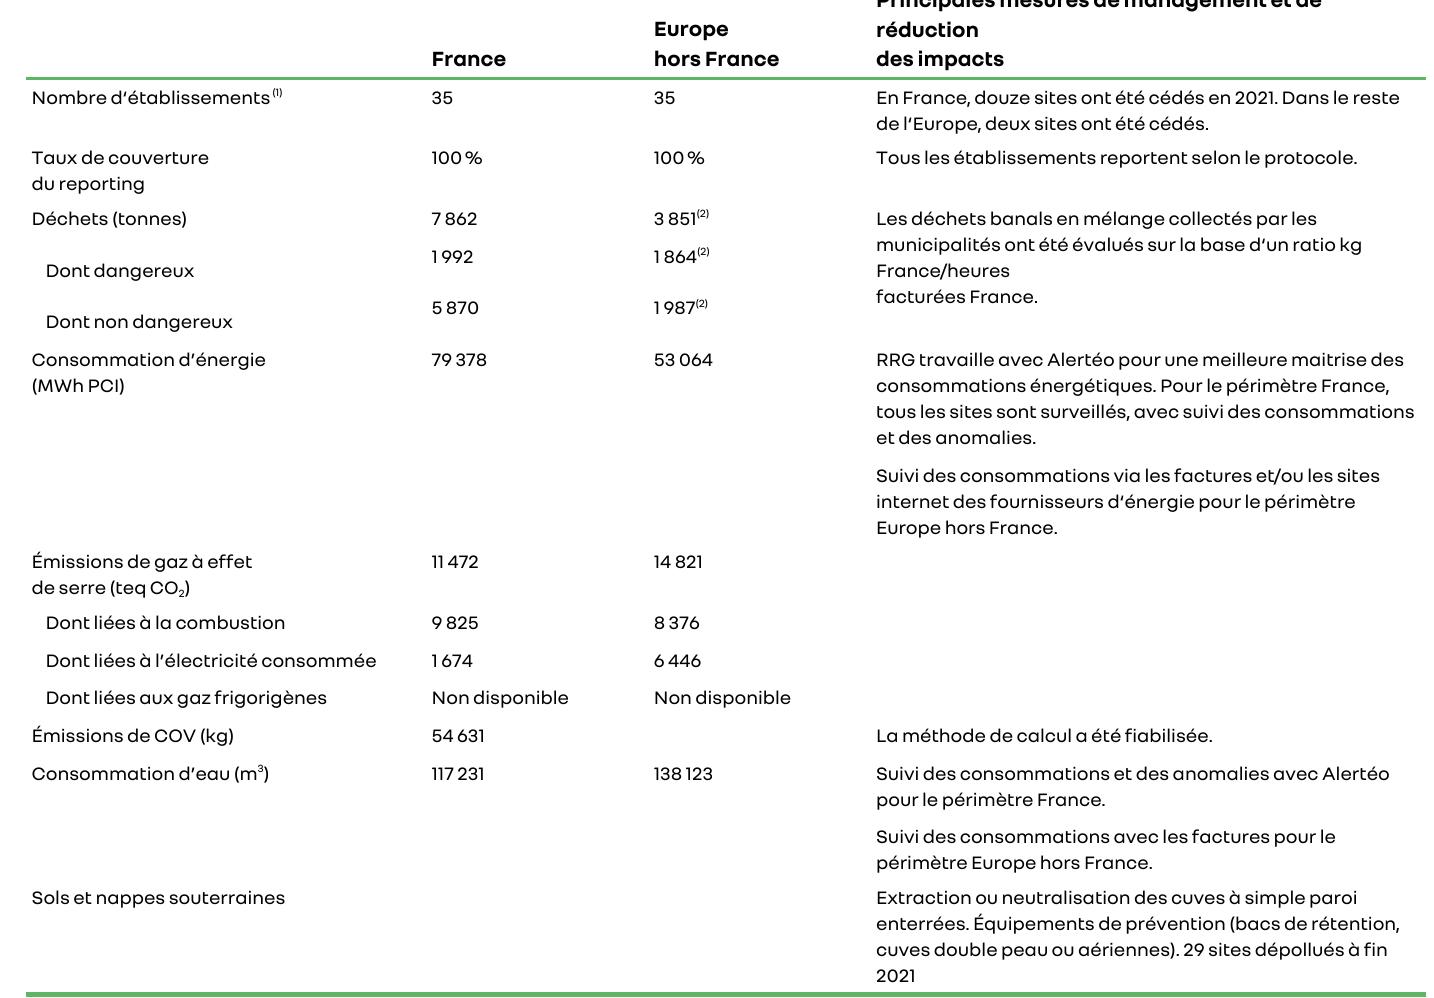 Principales mesures de management et de
réduction
des impacts
Europe
hors France
France
Nombre d'établissements (1) 35 35 En France, douze sites ont été cédés en 2021. Dans le reste
de l'Europe, deux sites ont été cédés.
Taux de couverture 100 % 100 % Tous les établissements reportent selon le protocole.
du reporting
Déchets (tonnes) 7 862 3 851(2) Les déchets banals en mélange collectés par les
municipalités ont été évalués sur la base d'un ratio kg
Dont dangereux 1 992 1 864(2) France/heures
facturées France.
Dont non dangereux 5 870 1 987(2)
Consommation d'énergie 79 378 53 064 RRG travaille avec Alertéo pour une meilleure maitrise des
(MWh PCI) consommations énergétiques. Pour le périmètre France,
tous les sites sont surveillés, avec suivi des consommations
et des anomalies.
Suivi des consommations via les factures et/ou les sites
internet des fournisseurs d'énergie pour le périmètre
Europe hors France.
Émissions de gaz à effet 11 472 14 821
de serre (teq CO₂)
Dont liées à la combustion 9 825 8 376
Dont liées à l'électricité consommée 1 674 6 446
Dont liées aux gaz frigorigènes Non disponible Non disponible
Émissions de COV (kg) 54 631 La méthode de calcul a été fiabilisée.
Consommation d'eau (m³) 117 231 138 123 Suivi des consommations et des anomalies avec Alertéo
pour le périmètre France.
Suivi des consommations avec les factures pour le
périmètre Europe hors France.
Sols et nappes souterraines Extraction ou neutralisation des cuves à simple paroi
enterrées. Équipements de prévention (bacs de rétention,
cuves double peau ou aériennes). 29 sites dépollués à fin
2021